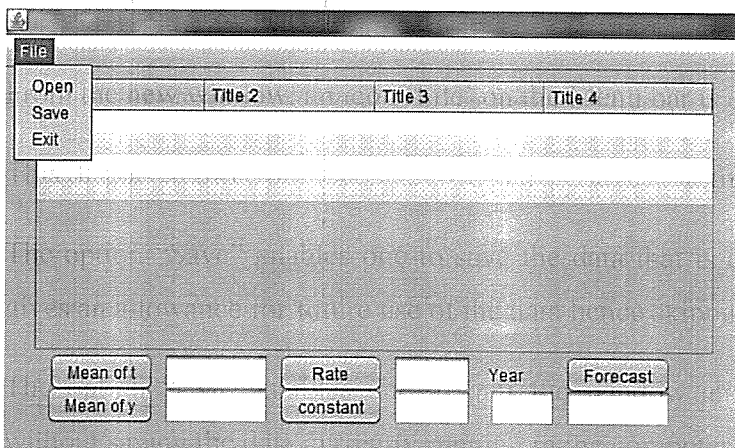 File
Open Title 2 Title 3 Title 4
Save
Exit
Mean of t Rate Year Forecast
Mean of y constant